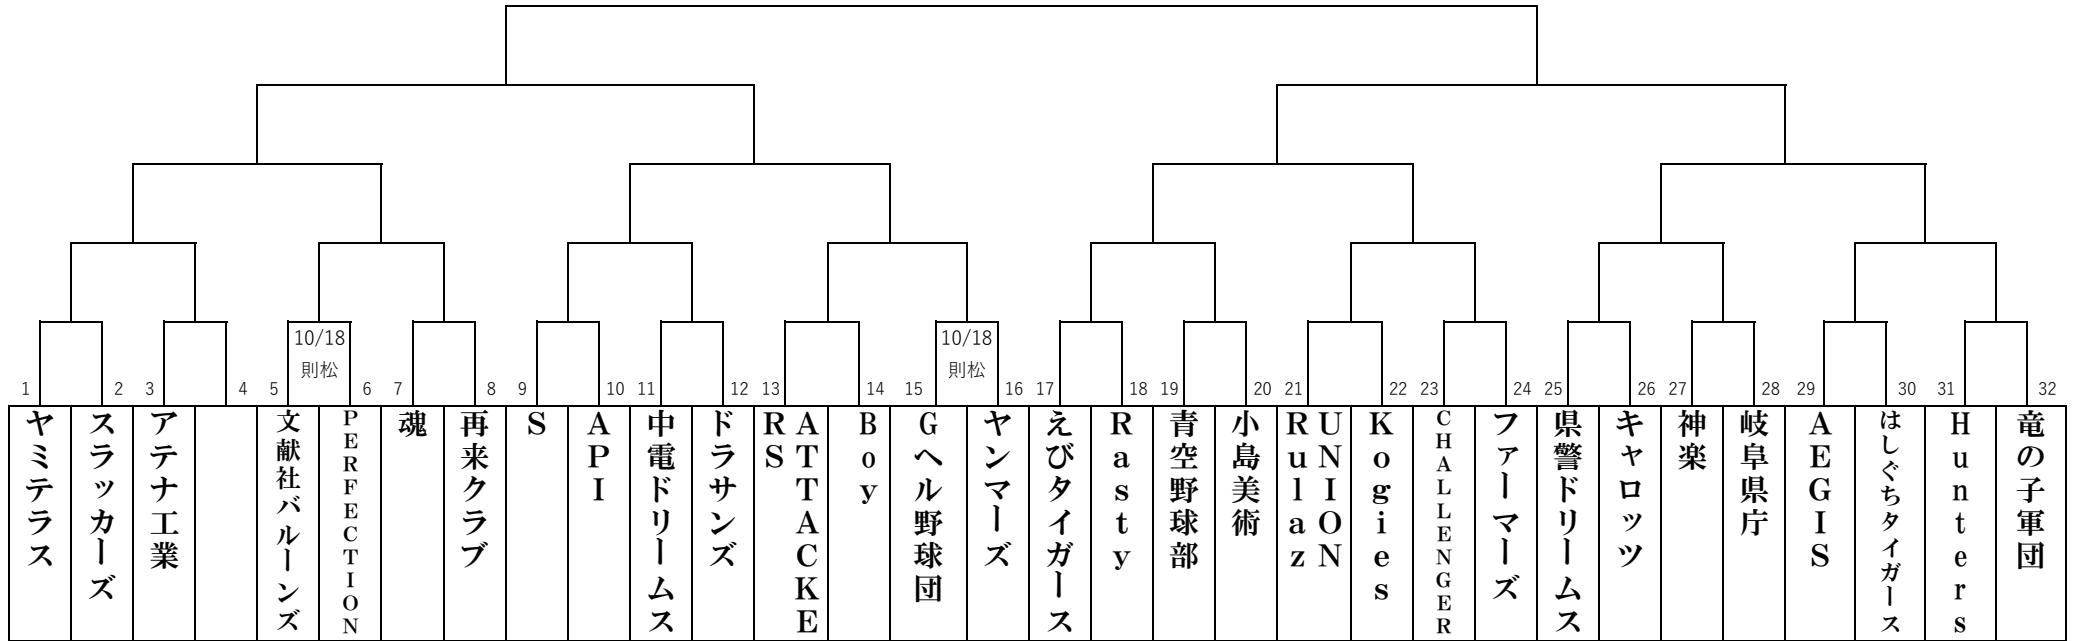 10/18
則松
10/18
則松
1 2 3 4 5 6 7 8 9 10 11 12 13 14 15 16 17 18 19 20 21 22 23 24 25 26 27 28 29 30 31 32
ヤミテラス
スラッカーズ
アテナ工業
文献社バルーンズ
PERFECTION
魂
再来クラブ
S
API
中電ドリームス
ドラサンズ
ATTACKE
RS
Boy
Gヘル野球団
ヤンマーズ
えびタイガース
Rasty
青空野球部
小島美術
UNION
Rulaz
Kogies
CHALLENGER
ファーマーズ
県警ドリームス
キャロッツ
神楽
岐阜県庁
AEGIS
はしぐちタイガース
Hunters
竜の子軍団